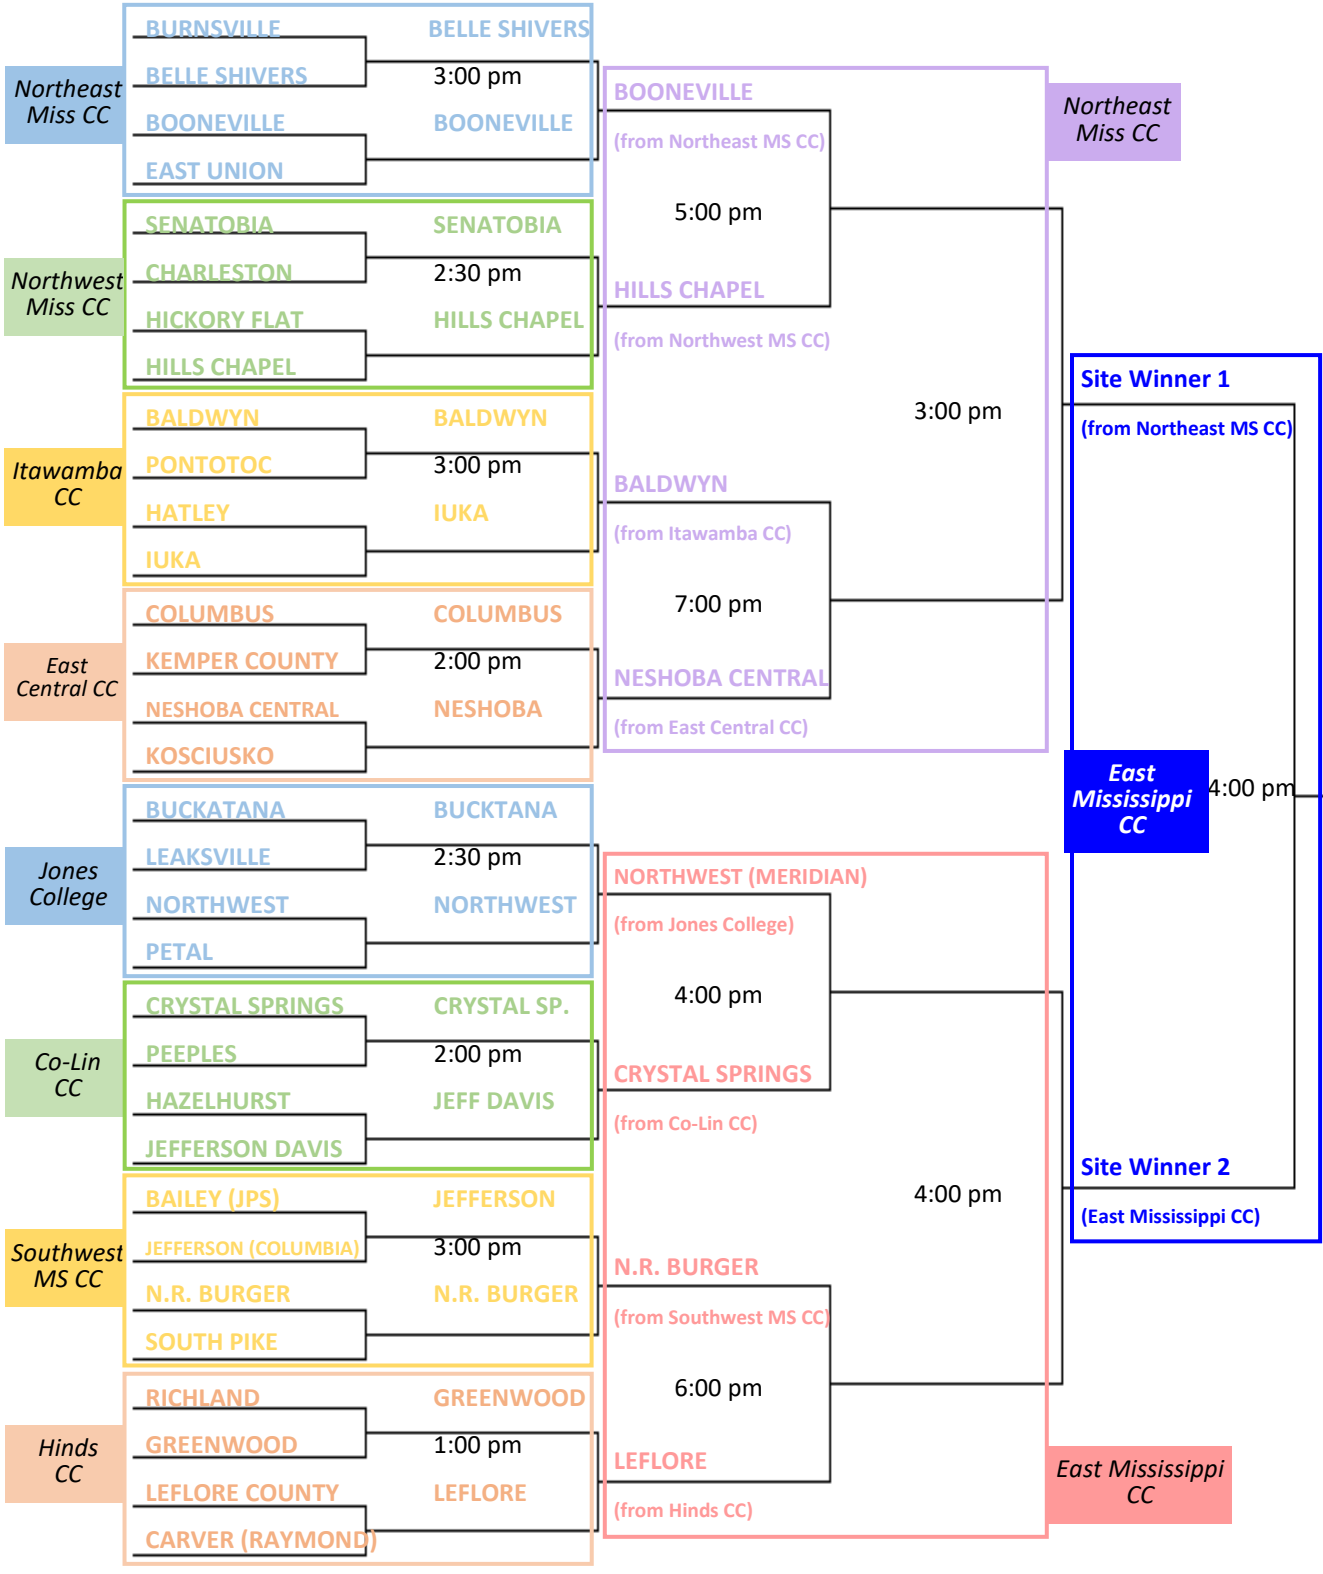 BURNSVILLE
BELLE SHIVERS
BELLE SHIVERS
3:00 pm
Northeast
Miss CC
BOONEVILLE
BOONEVILLE
EAST UNION
SENATOBIA
SENATOBIA
CHARLESTON
2:30 pm
Northwest
Miss CC
HICKORY FLAT
HILLS CHAPEL
HILLS CHAPEL
BALDWYN
BALDWYN
PONTOTOC
3:00 pm
Itawamba
CC
HATLEY
IUKA
IUKA
COLUMBUS
COLUMBUS
KEMPER COUNTY
2:00 pm
East
Central CC
NESHOBA CENTRAL
NESHOBA
KOSCIUSKO
BUCKATANA
BUCKTANA
LEAKSVILLE
2:30 pm
Jones
College
NORTHWEST
NORTHWEST
PETAL
CRYSTAL SPRINGS
CRYSTAL SP.
PEEPLES
2:00 pm
Co-Lin
CC
HAZELHURST
JEFF DAVIS
JEFFERSON DAVIS
BAILEY (JPS)
JEFFERSON
JEFFERSON (COLUMBIA)
3:00 pm
Southwest
MS CC
N.R. BURGER
N.R. BURGER
SOUTH PIKE
RICHLAND
GREENWOOD
GREENWOOD
1:00 pm
Hinds
CC
LEFLORE COUNTY
LEFLORE
CARVER (RAYMOND)
BOONEVILLE
(from Northeast MS CC)
5:00 pm
HILLS CHAPEL
(from Northwest MS CC)
Northeast
Miss CC
3:00 pm
BALDWYN
(from Itawamba CC)
7:00 pm
NESHOBA CENTRAL
(from East Central CC)
NORTHWEST (MERIDIAN)
(from Jones College)
4:00 pm
CRYSTAL SPRINGS
(from Co-Lin CC)
4:00 pm
N.R. BURGER
(from Southwest MS CC)
6:00 pm
LEFLORE
(from Hinds CC)
East Mississippi
CC
Site Winner 1
(from Northeast MS CC)
East
Mississippi
CC
4:00 pm
Site Winner 2
(East Mississippi CC)